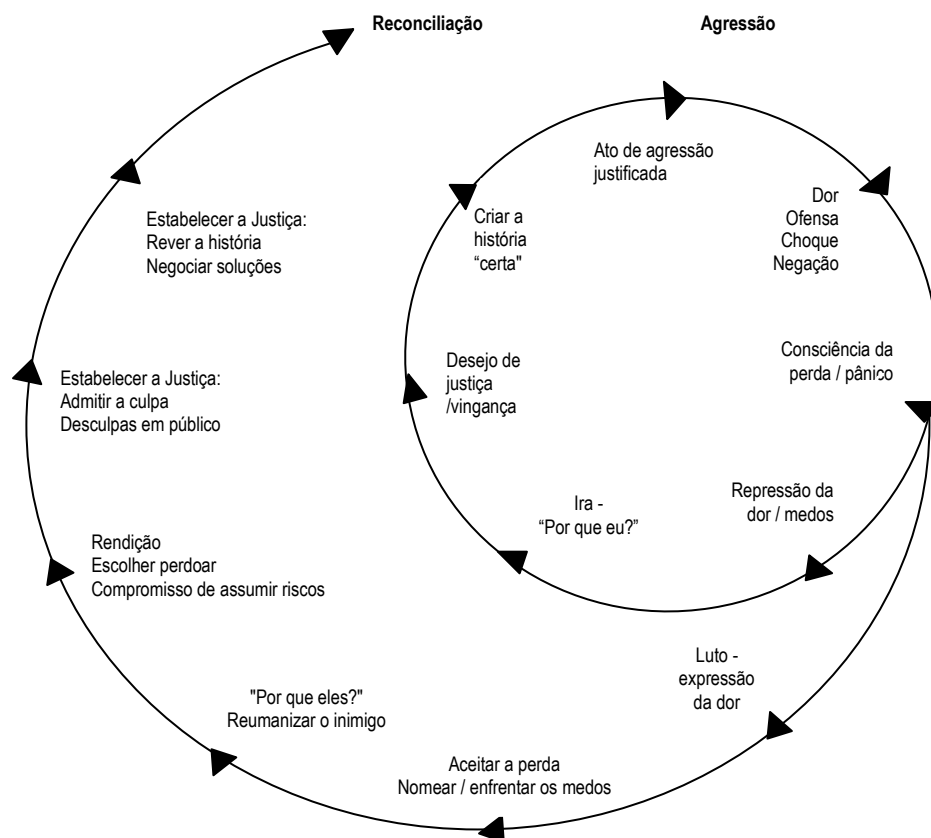 Reconciliação
Agressão
Ato de agressão
justificada
Dor
Ofensa
Choque
Negação
Consciência da
perda / pânico
Repressão da
dor / medos
Ira -
“Por que eu?”
Desejo de
justiça
/vingança
Criar a
história
“certa"
Luto -
expressão
da dor
Aceitar a perda
Nomear / enfrentar os medos
"Por que eles?"
Reumanizar o inimigo
Rendição
Escolher perdoar
Compromisso de assumir riscos
Estabelecer a Justiça:
Admitir a culpa
Desculpas em público
Estabelecer a Justiça:
Rever a história
Negociar soluções